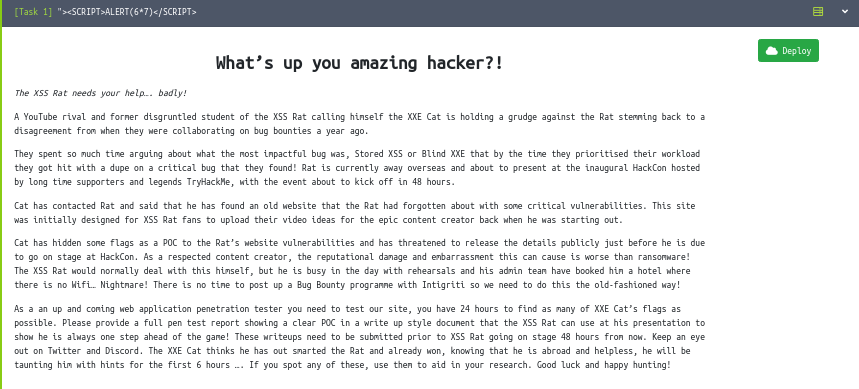 [Task 1] "><SCRIPT>ALERT(6*7)</SCRIPT>
Deploy
What's up you amazing hacker?!
The XSS Rat needs your help…. badly!
A YouTube rival and former disgruntled student of the XSS Rat calling himself the XXE Cat is holding a grudge against the Rat stemming back to a
disagreement from when they were collaborating on bug bounties a year ago.
They spent so much time arguing about what the most impactful bug was, Stored XSS or Blind XXE that by the time they prioritised their workload
they got hit with a dupe on a critical bug that they found! Rat is currently away overseas and about to present at the inaugural HackCon hosted
by long time supporters and legends TryHackMe, with the event about to kick off in 48 hours.
Cat has contacted Rat and said that he has found an old website that the Rat had forgotten about with some critical vulnerabilities. This site
was initially designed for XSS Rat fans to upload their video ideas for the epic content creator back when he was starting out.
Cat has hidden some flags as a POC to the Rat's website vulnerabilities and has threatened to release the details publicly just before he is due
to go on stage at HackCon. As a respected content creator, the reputational damage and embarrassment this can cause is worse than ransomware!
The XSS Rat would normally deal with this himself, but he is busy in the day with rehearsals and his admin team have booked him a hotel where
there is no Wifi… Nightmare! There is no time to post up a Bug Bounty programme with Intigriti so we need to do this the old-fashioned way!
As a an up and coming web application penetration tester you need to test our site, you have 24 hours to find as many of XXE Cat's flags as
possible. Please provide a full pen test report showing a clear POC in a write up style document that the XSS Rat can use at his presentation to
show he is always one step ahead of the game! These writeups need to be submitted prior to XSS Rat going on stage 48 hours from now. Keep an eye
out on Twitter and Discord. The XXE Cat thinks he has out smarted the Rat and already won, knowing that he is abroad and helpless, he will be
taunting him with hints for the first 6 hours …. If you spot any of these, use them to aid in your research. Good luck and happy hunting!